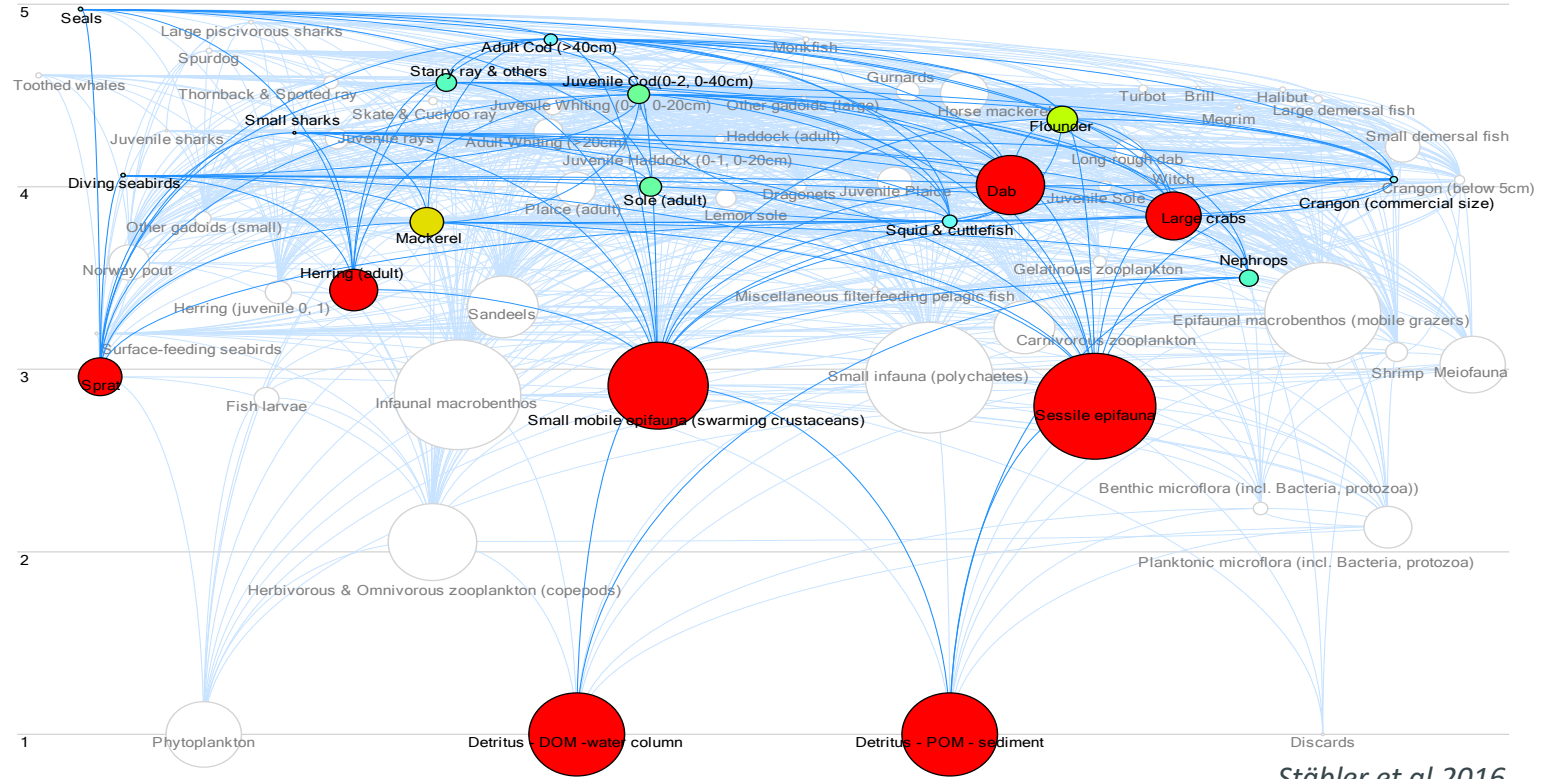 5
Seals
Large piscivorous sharks
Adult Cod (>40cm)
Monkfish
Spurdog
Toothed whales
Starry ray & others
Juvenile Cod(0-2, 0-40cm)
Gurnards
Thornback & Spotted ray
Juvenile Whiting (0-1, 0-20cm)
Other gadoids (large)
Horse mackerel
Turbot
Brill
Halibut
Large demersal fish
Skate & Cuckoo ray
Small sharks
Flounder
Megrim
Juvenile sharks
Juvenile rays
Adult Whiting (>20cm)
Haddock (adult)
Small demersal fish
Juvenile Haddock (0-1, 0-20cm)
Long-rough dab
Witch
4
Diving seabirds
Sole (adult)
Dragonets
Juvenile Plaice
Dab
Juvenile Sole
Crangon (below 5cm)
Crangon (commercial size)
Plaice (adult)
Lemon sole
Large crabs
Other gadoids (small)
Mackerel
Squid & cuttlefish
Norway pout
Herring (adult)
Gelatinous zooplankton
Nephrops
Herring (juvenile 0, 1)
Sandeels
Miscellaneous filterfeeding pelagic fish
Epifaunal macrobenthos (mobile grazers)
Surface-feeding seabirds
Carnivorous zooplankton
3
Sprat
Small infauna (polychaetes)
Shrimp
Meiofauna
Fish larvae
Infaunal macrobenthos
Small mobile epifauna (swarming crustaceans)
Sessile epifauna
Benthic microflora (incl. Bacteria, protozoa))
2
Herbivorous & Omnivorous zooplankton (copepods)
Planktonic microflora (incl. Bacteria, protozoa)
1
Phytoplankton
Detritus - DOM -water column
Detritus - POM - sediment
Discards
Stäbler et al 2016